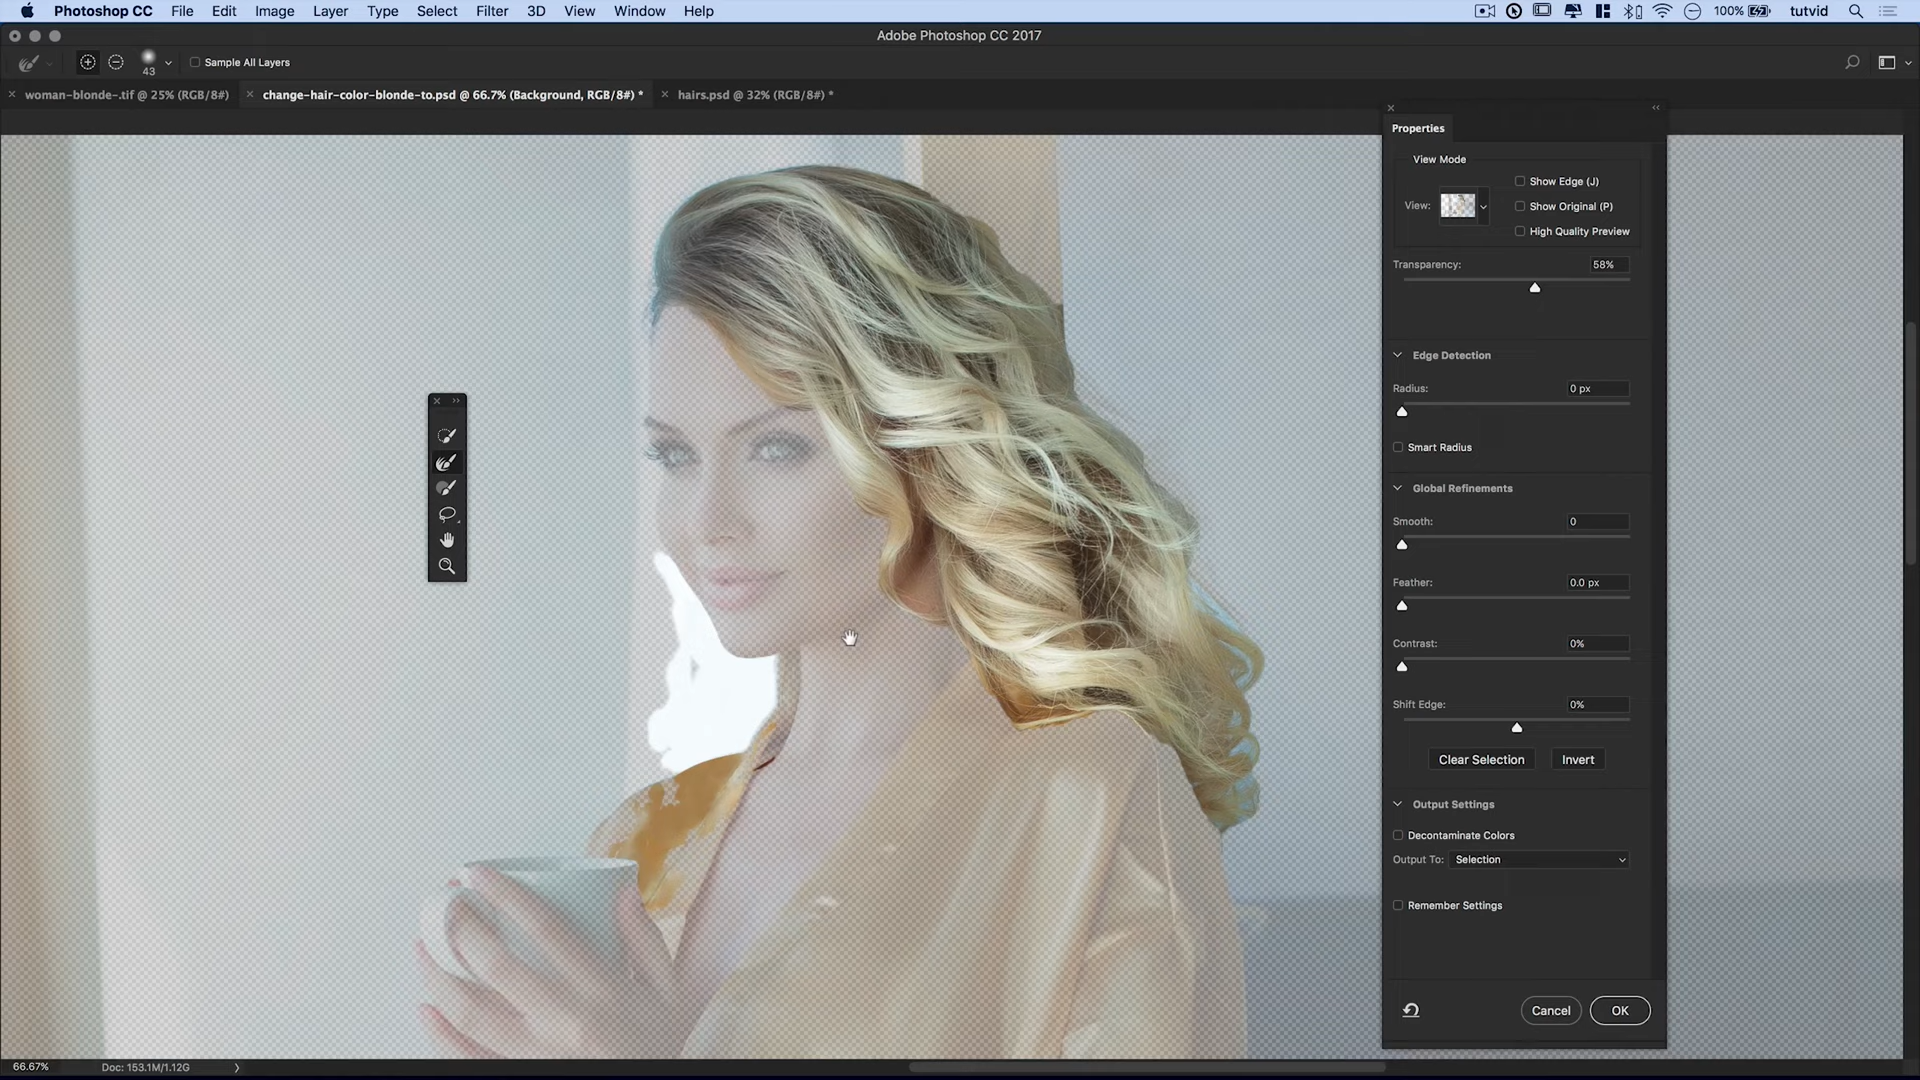 Photoshop CC File Edit Image Layer Type Select Filter 3D View Window Help 100% tutvid
Adobe Photoshop CC 2017
43 Sample All Layers
woman-blonde-.tif @ 25% (RGB/8#) change-hair-color-blonde-to.psd @ 66.7% (Background, RGB/8#) * hairs.psd @ 32% (RGB/8#) *
Properties
View Mode
Show Edge (J)
View: Show Original (P)
High Quality Preview
Transparency: 58%
Edge Detection
Radius: 0 px
Smart Radius
Global Refinements
Smooth: 0
Feather: 0.0 px
Contrast: 0%
Shift Edge: 0%
Clear Selection Invert
Output Settings
Decontaminate Colors
Output To: Selection
Remember Settings
Cancel OK
66.67% Doc: 153.1M/1.12G